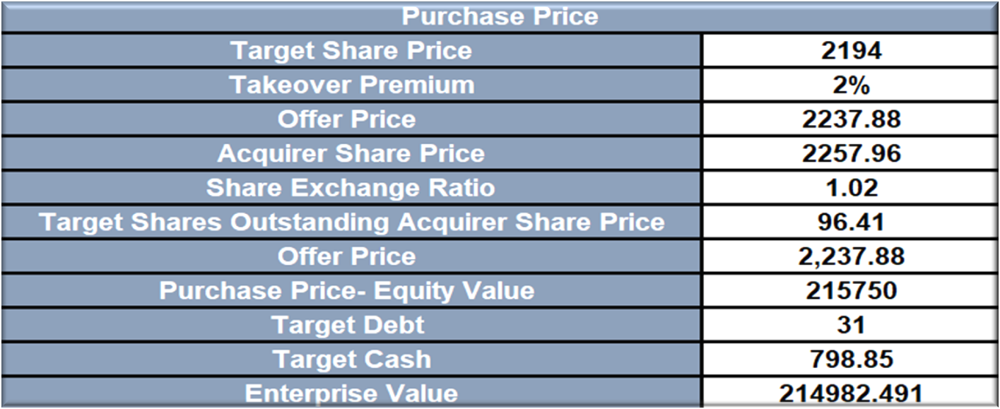 Purchase Price
Target Share Price 2194
Takeover Premium 2%
Offer Price 2237.88
Acquirer Share Price 2257.96
Share Exchange Ratio 1.02
Target Shares Outstanding Acquirer Share Price 96.41
Offer Price 2,237.88
Purchase Price- Equity Value 215750
Target Debt 31
Target Cash 798.85
Enterprise Value 214982.491